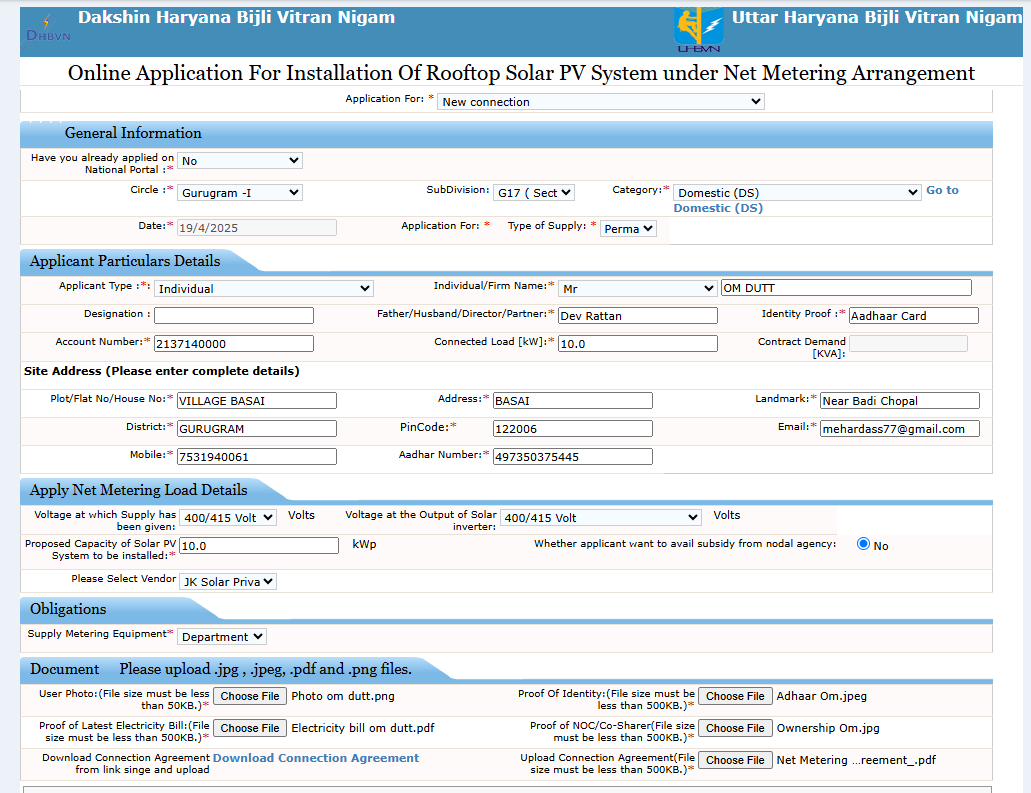 Dakshin Haryana Bijli Vitran Nigam
Uttar Haryana Bijli Vitran Nigam
DHBVN
UHBVN
Online Application For Installation Of Rooftop Solar PV System under Net Metering Arrangement
Application For: * New connection
General Information
Have you already applied on National Portal :* No
Circle :* Gurugram -I SubDivision: G17 ( Sect Category:* Domestic (DS) Go to
Domestic (DS)
Date:* 19/4/2025 Application For: * Type of Supply: * Perma
Applicant Particulars Details
Applicant Type :*: Individual Individual/Firm Name:* Mr OM DUTT
Designation : Father/Husband/Director/Partner:* Dev Rattan Identity Proof :* Aadhaar Card
Account Number:* 2137140000 Connected Load [kW]:* 10.0 Contract Demand [KVA]:
Site Address (Please enter complete details)
Plot/Flat No/House No:* VILLAGE BASAI Address:* BASAI Landmark:* Near Badi Chopal
District:* GURUGRAM PinCode:* 122006 Email:* mehardass77@gmail.com
Mobile:* 7531940061 Aadhar Number:* 497350375445
Apply Net Metering Load Details
Voltage at which Supply has been given: 400/415 Volt Volts Voltage at the Output of Solar inverter: 400/415 Volt Volts
Proposed Capacity of Solar PV System to be installed:* 10.0 kWp Whether applicant want to avail subsidy from nodal agency: No
Please Select Vendor JK Solar Priva
Obligations
Supply Metering Equipment* Department
Document Please upload .jpg , .jpeg, .pdf and .png files.
User Photo:(File size must be less than 50KB.)* Choose File Photo om dutt.png Proof Of Identity:(File size must be less than 500KB.)* Choose File Adhaar Om.jpeg
Proof of Latest Electricity Bill:(File size must be less than 500KB.)* Choose File Electricity bill om dutt.pdf Proof of NOC/Co-Sharer(File size must be less than 500KB.)* Choose File Ownership Om.jpg
Download Connection Agreement from link singe and upload Download Connection Agreement Upload Connection Agreement(File size must be less than 500KB.)* Choose File Net Metering ...reement_.pdf